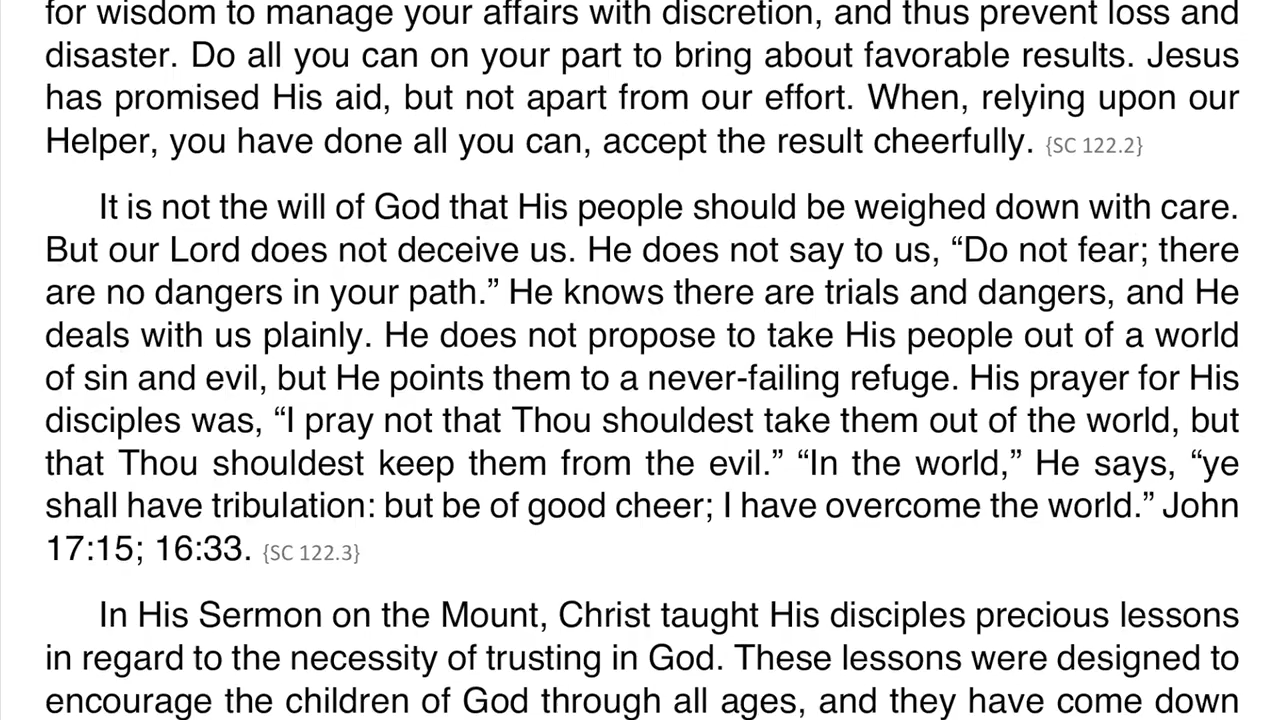 for wisdom to manage your affairs with discretion, and thus prevent loss and
disaster. Do all you can on your part to bring about favorable results. Jesus
has promised His aid, but not apart from our effort. When, relying upon our
Helper, you have done all you can, accept the result cheerfully. {SC 122.2}
It is not the will of God that His people should be weighed down with care.
But our Lord does not deceive us. He does not say to us, “Do not fear; there
are no dangers in your path.” He knows there are trials and dangers, and He
deals with us plainly. He does not propose to take His people out of a world
of sin and evil, but He points them to a never-failing refuge. His prayer for His
disciples was, “I pray not that Thou shouldest take them out of the world, but
that Thou shouldest keep them from the evil.” “In the world,” He says, “ye
shall have tribulation: but be of good cheer; I have overcome the world.” John
17:15; 16:33. {SC 122.3}
In His Sermon on the Mount, Christ taught His disciples precious lessons
in regard to the necessity of trusting in God. These lessons were designed to
encourage the children of God through all ages, and they have come down